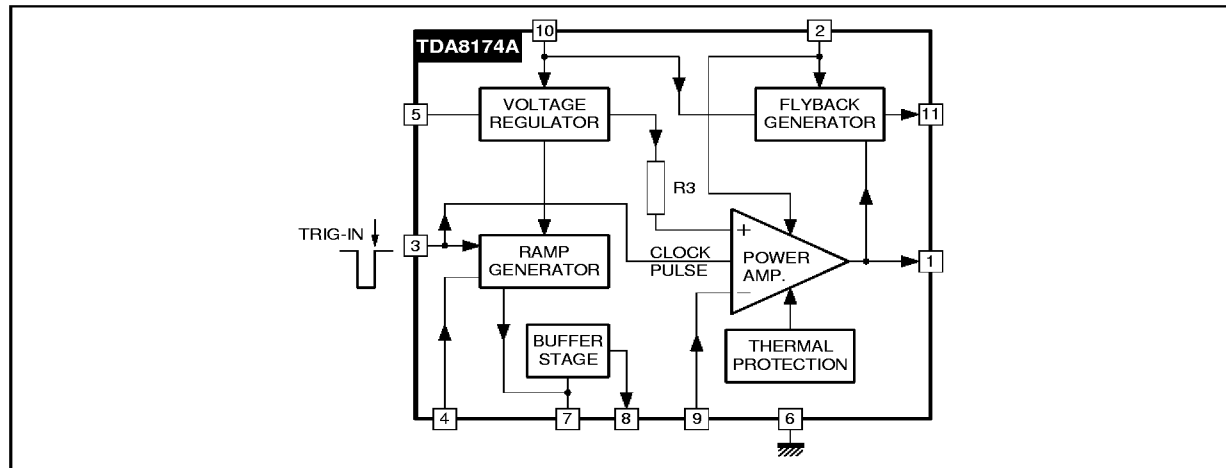 TDA8174A
10
2
5
VOLTAGE
REGULATOR
FLYBACK
GENERATOR
11
R3
TRIG-IN
3
RAMP
GENERATOR
CLOCK
PULSE
+
POWER
AMP.
−
1
BUFFER
STAGE
THERMAL
PROTECTION
4
7
8
9
6